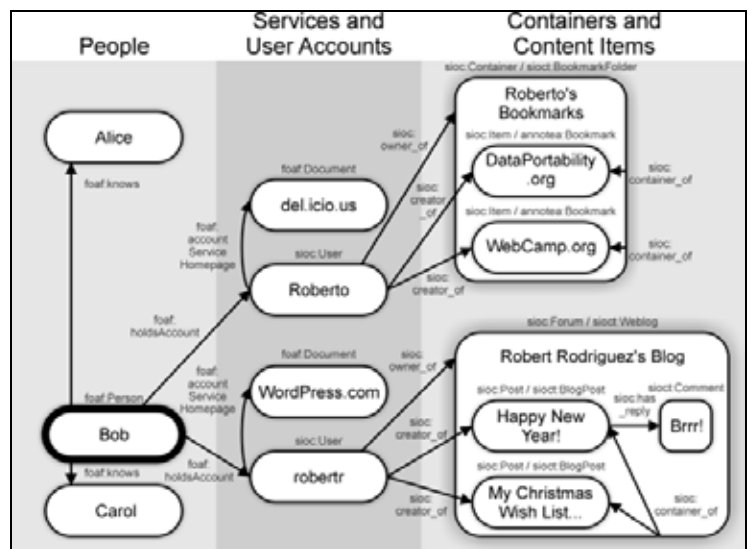 People
Services and
User Accounts
Containers and
Content Items
Alice
foaf:knows
foaf:Person
Bob
foaf:knows
Carol
foaf:
holdsAccount
foaf:
holdsAccount
foaf:Document
del.icio.us
foaf:
account
Service
Homepage
sioc:User
Roberto
foaf:Document
WordPress.com
foaf:
account
Service
Homepage
sioc:User
robertr
sioc:
owner_of
sioc:
creator
_of
sioc:
creator_of
sioc:
owner_of
sioc:
creator_of
sioc:
creator_of
sioc:Container / sioct:BookmarkFolder
Roberto's
Bookmarks
sioc:Item / annotea:Bookmark
DataPortability
.org
sioc:
container_of
sioc:Item / annotea:Bookmark
WebCamp.org
sioc:
container_of
sioc:Forum / sioct:Weblog
Robert Rodriguez's Blog
sioc:Post / sioct:BlogPost
Happy New
Year!
sioc:has
_reply
sioct:Comment
Brrr!
sioc:Post / sioct:BlogPost
My Christmas
Wish List...
sioc:
container_of